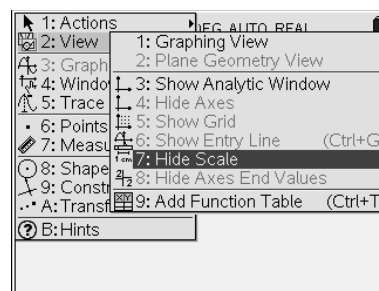 1: Actions
DEG AUTO REAL
2: View
1: Graphing View
2: Plane Geometry View
3: Graph
4: Windo
3: Show Analytic Window
4: Hide Axes
5: Trace
5: Show Grid
6: Points
6: Show Entry Line (Ctrl+G
7: Measu
7: Hide Scale
8: Shape
8: Hide Axes End Values
9: Constr
A: Transf
9: Add Function Table (Ctrl+T
B: Hints